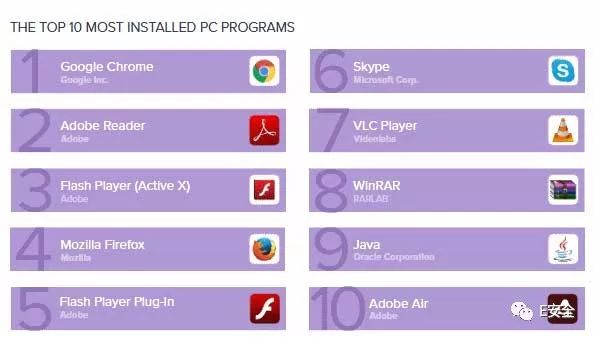 THE TOP 10 MOST INSTALLED PC PROGRAMS
1
Google Chrome
Google Inc.
2
Adobe Reader
Adobe
3
Flash Player (Active X)
Adobe
4
Mozilla Firefox
Mozilla
5
Flash Player Plug-In
Adobe
6
Skype
Microsoft Corp.
7
VLC Player
Videolabs
8
WinRAR
RARLAB
9
Java
Oracle Corporation
10
Adobe Air
Adobe
E安全